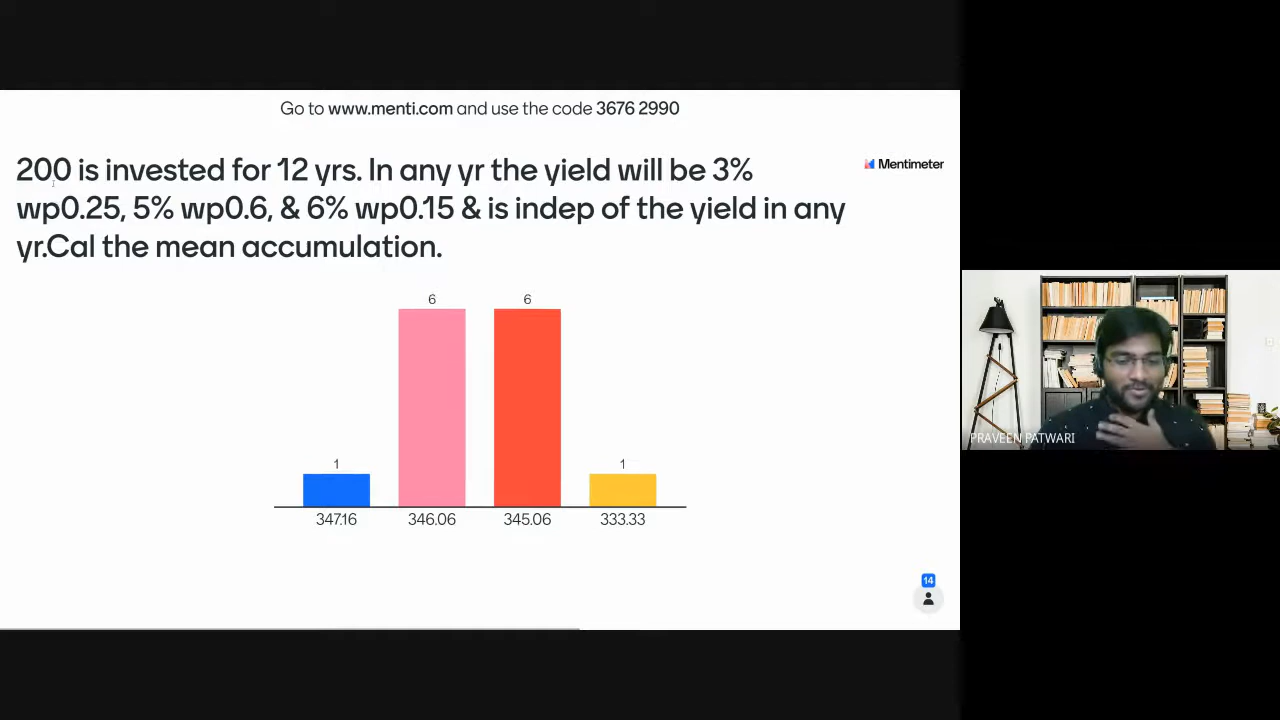 Go to www.menti.com and use the code 3676 2990
200 is invested for 12 yrs. In any yr the yield will be 3%
wp0.25, 5% wp0.6, & 6% wp0.15 & is indep of the yield in any
yr.Cal the mean accumulation.
Mentimeter
1
6
6
1
347.16
346.06
345.06
333.33
14
PRAVEEN PATWARI